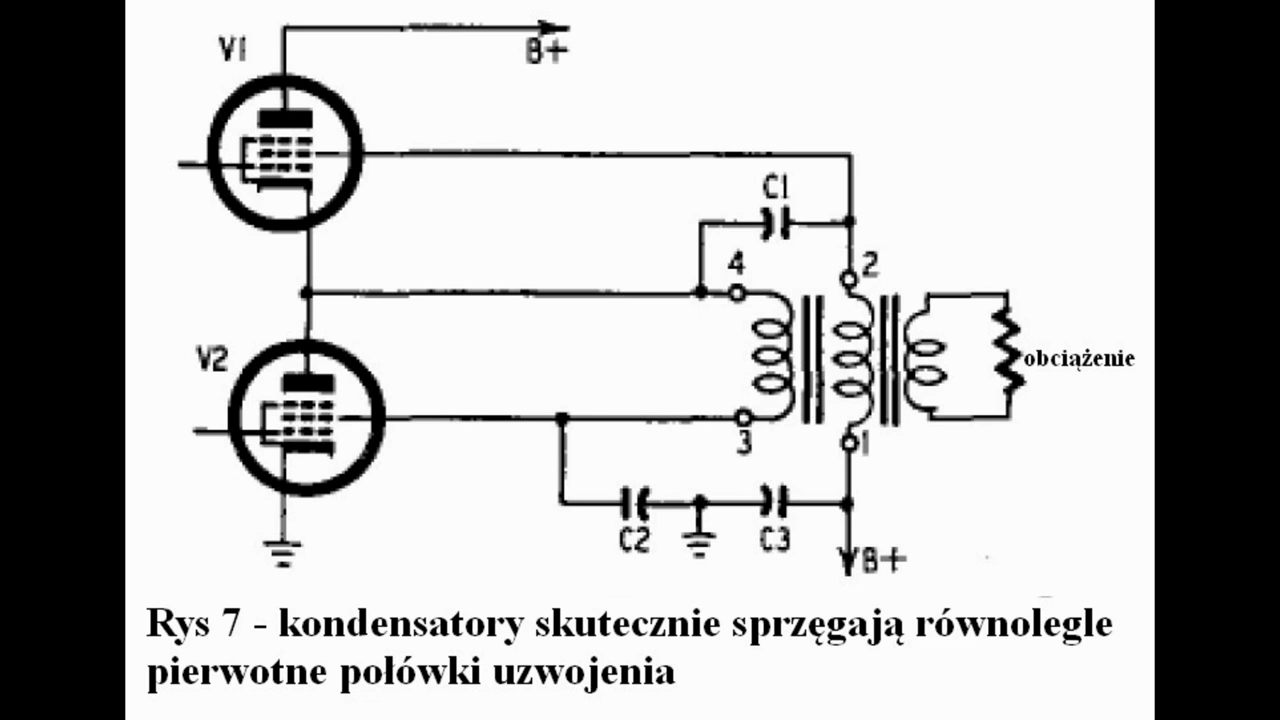 V1
B+
C1
4
2
V2
obciążenie
3
1
C2
C3
B+
Rys 7 - kondensatory skutecznie sprzęgają równolegle
pierwotne połówki uzwojenia